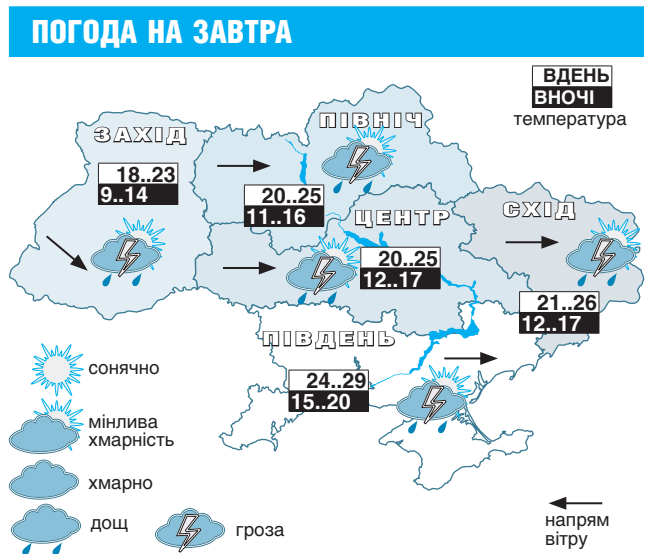 ПОГОДА НА ЗАВТРА
ВДЕНЬ
ВНОЧІ
температура
ЗАХІД
18..23
9..14
ПІВНІЧ
20..25
11..16
ЦЕНТР
20..25
12..17
СХІД
21..26
12..17
ПІВДЕНЬ
24..29
15..20
сонячно
мінлива
хмарність
хмарно
дощ
гроза
напрям
вітру